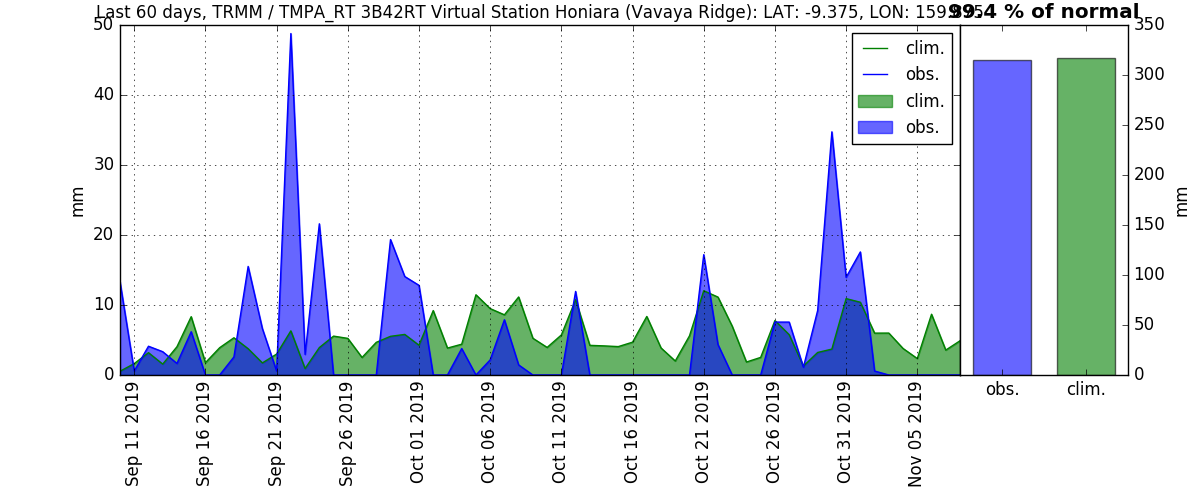 Last 60 days, TRMM / TMPA_RT 3B42RT Virtual Station Honiara (Vavaya Ridge): LAT: -9.375, LON:
99.4 % of normal
50
40
30
20
10
0
mm
clim.
obs.
clim.
obs.
350
300
250
200
150
100
50
0
mm
obs.
clim.
Sep 11 2019
Sep 16 2019
Sep 21 2019
Sep 26 2019
Oct 01 2019
Oct 06 2019
Oct 11 2019
Oct 16 2019
Oct 21 2019
Oct 26 2019
Oct 31 2019
Nov 05 2019